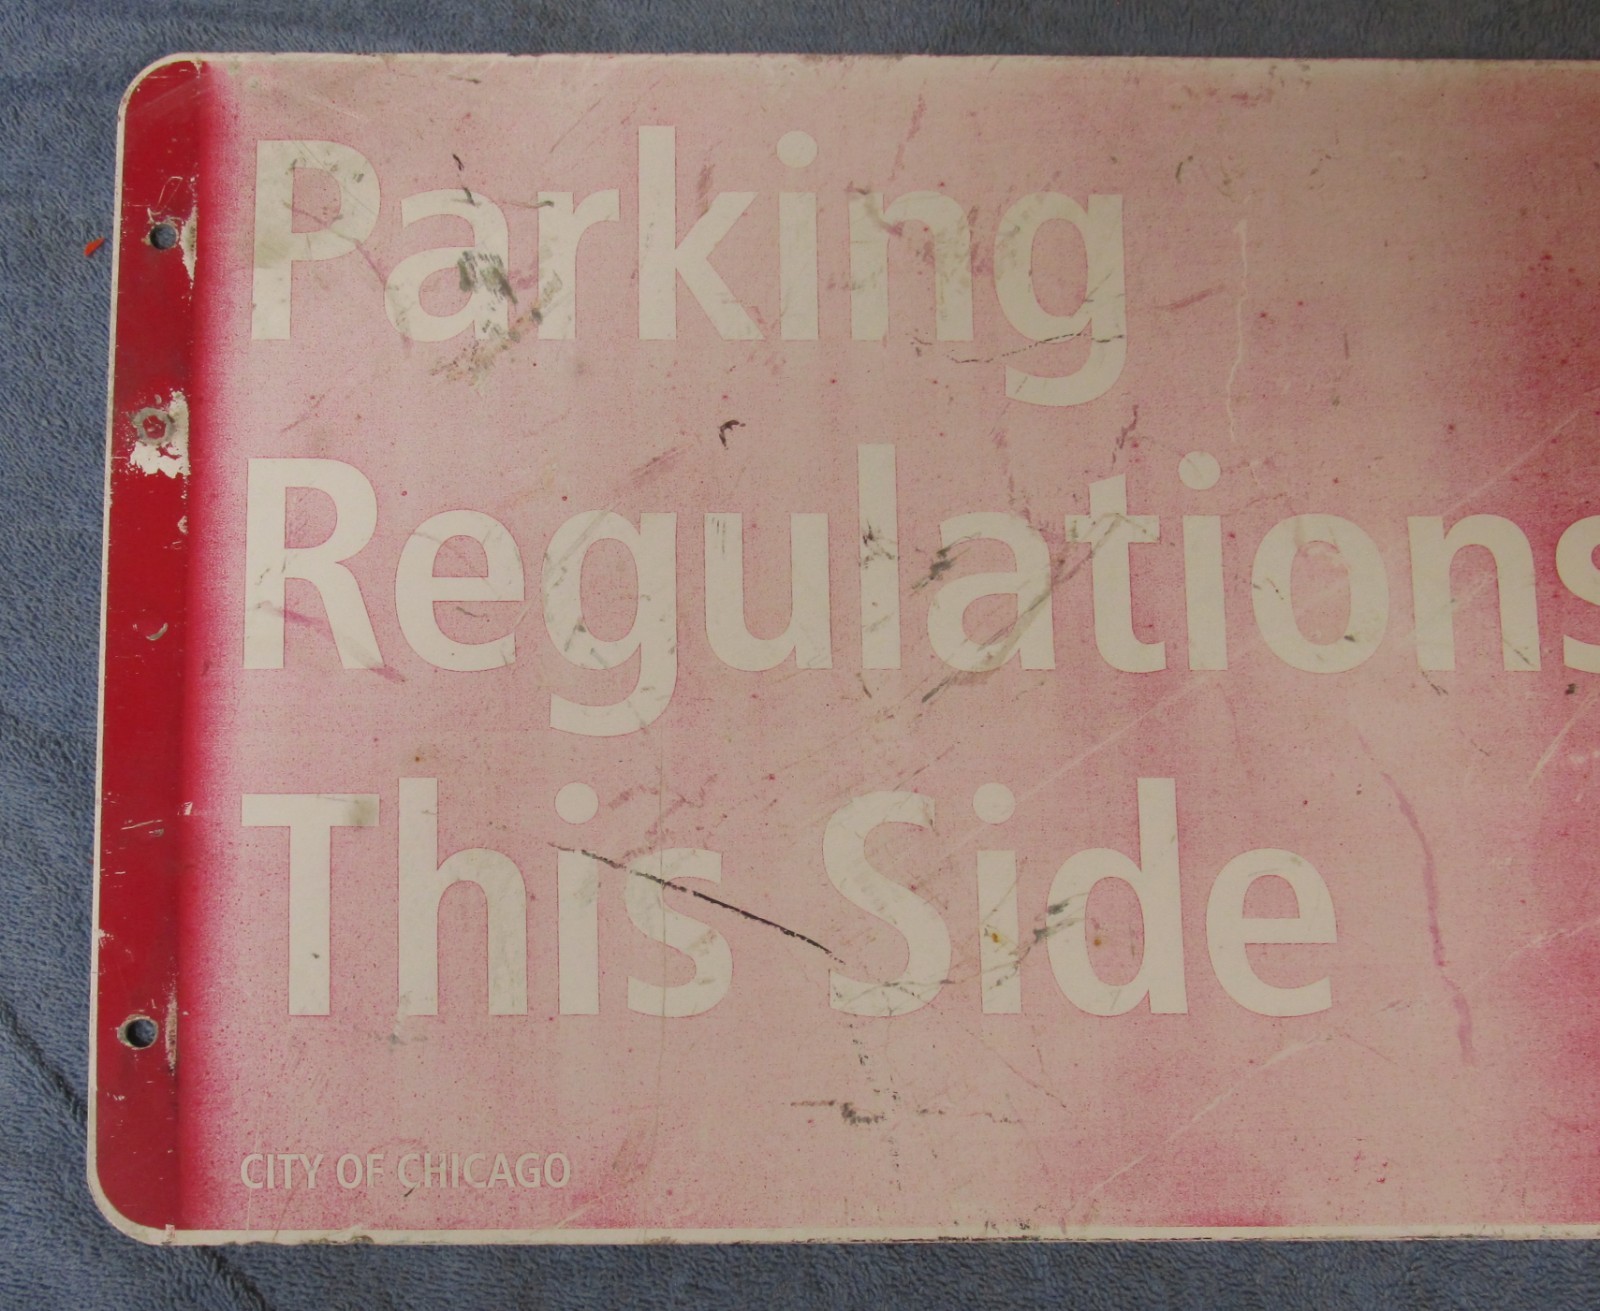 Parking
Regulations
This Side
CITY OF CHICAGO